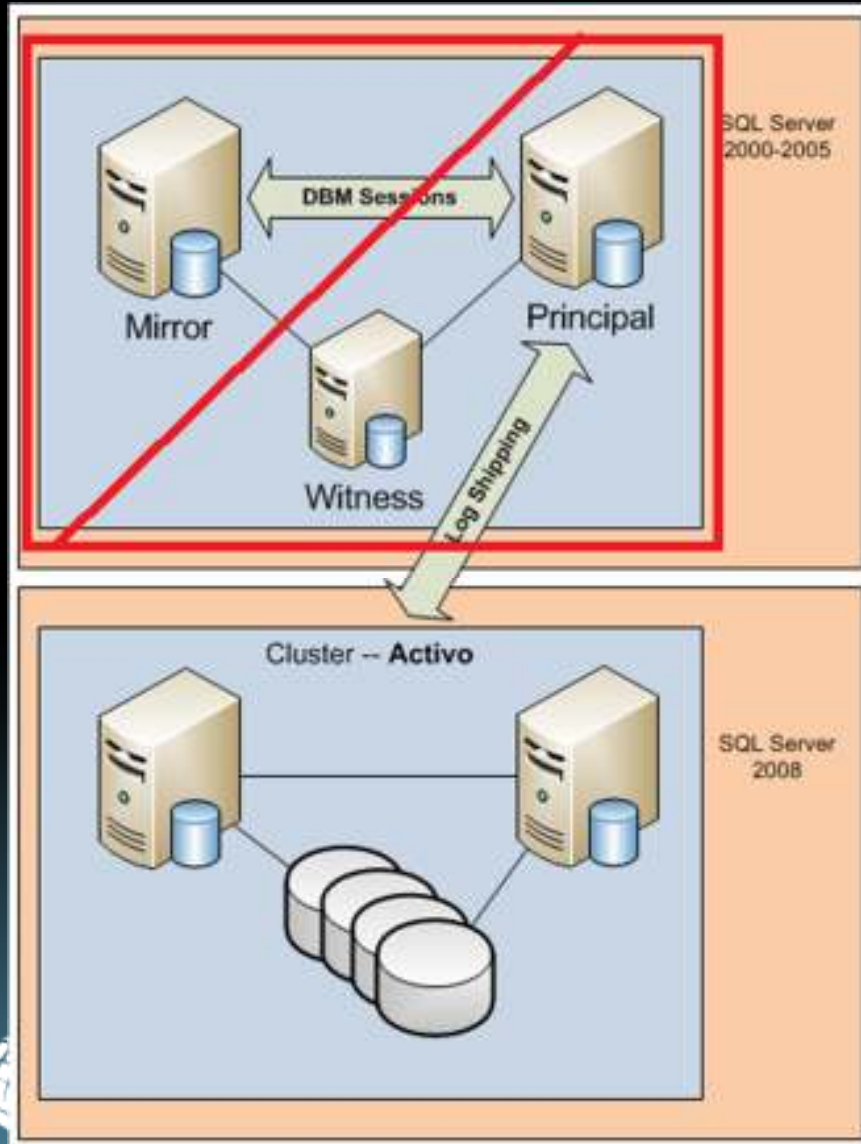 SQL Server
2000-2005
DBM Sessions
Mirror
Principal
Witness
Log Shipping
Cluster -- Activo
SQL Server
2008